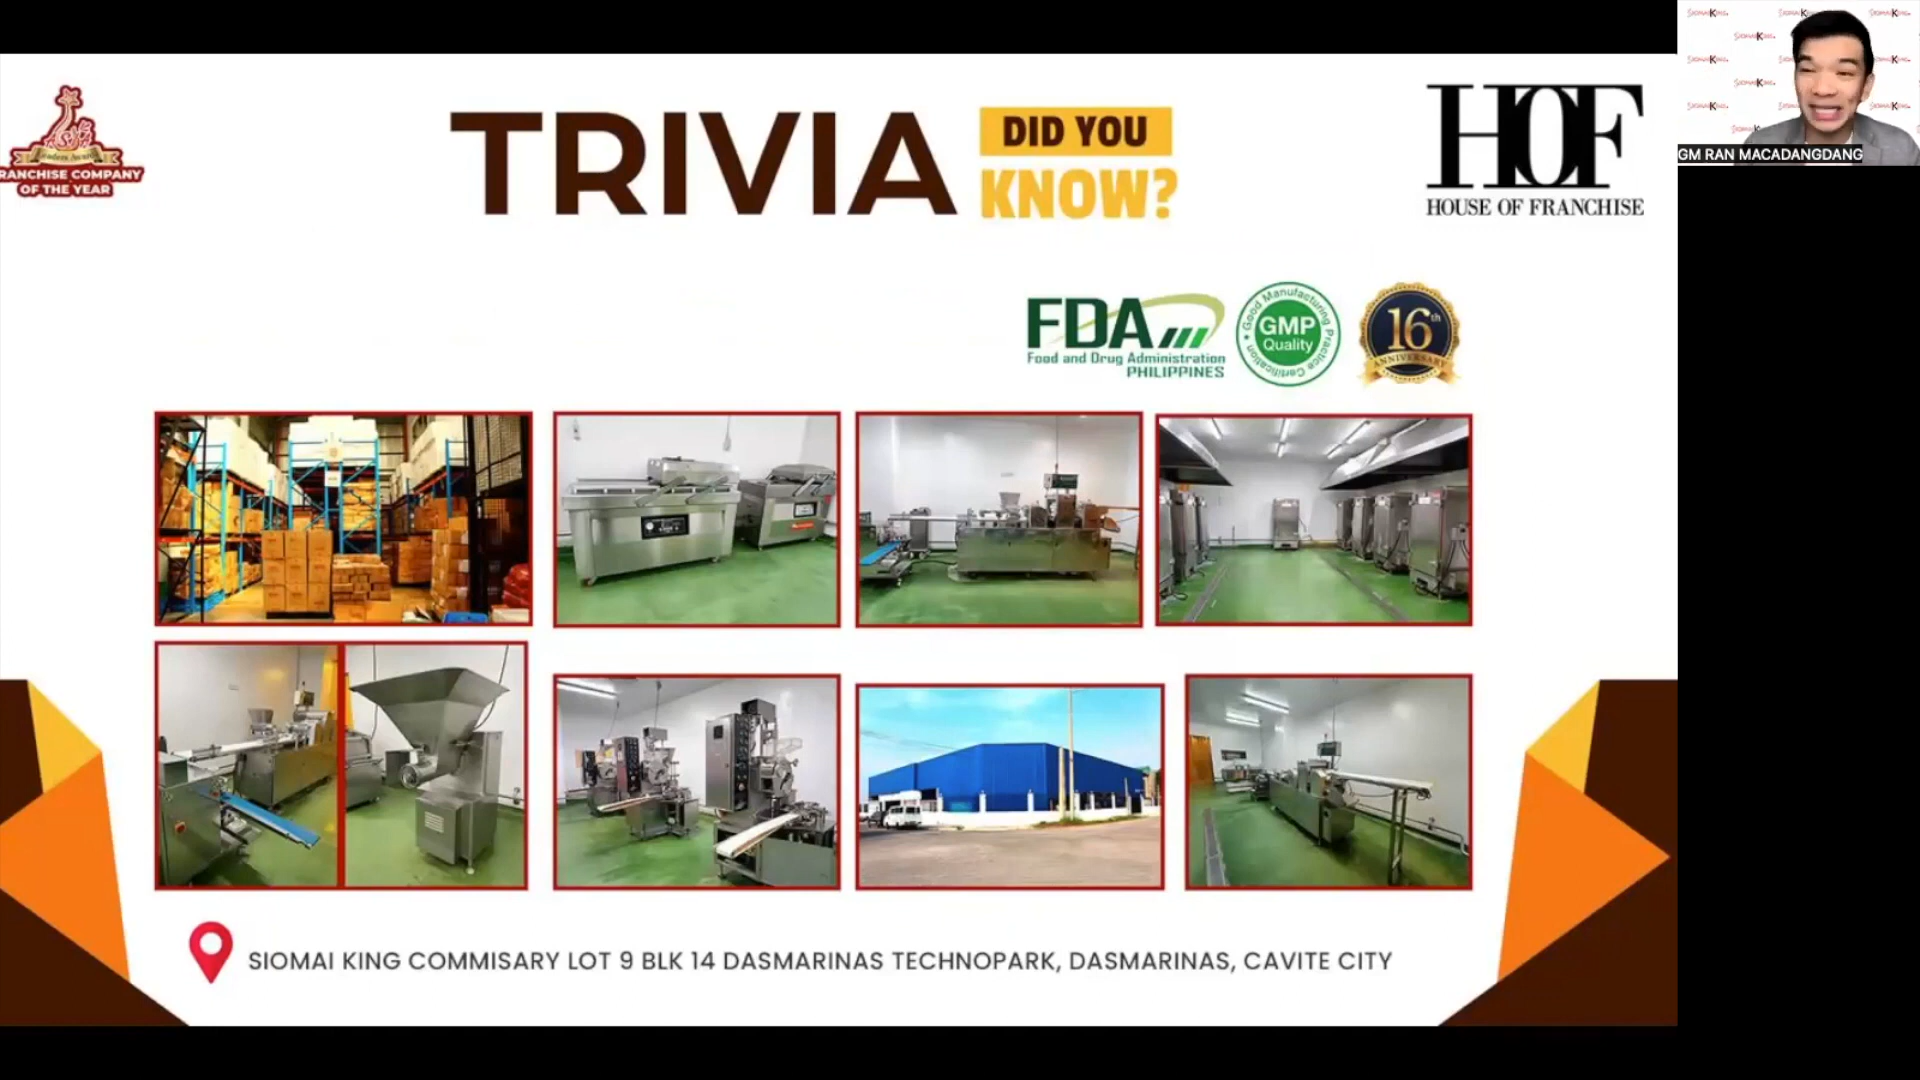 Leaders Award
RANCHISE COMPANY
OF THE YEAR
TRIVIA
DID YOU
KNOW?
HOF
HOUSE OF FRANCHISE
GM RAN MACADANGDANG
FDA
Food and Drug Administration
PHILIPPINES
Good Manufacturing
GMP
Quality
Practice Certification
16th
ANNIVERSARY
SIOMAI KING COMMISARY LOT 9 BLK 14 DASMARINAS TECHNOPARK, DASMARINAS, CAVITE CITY